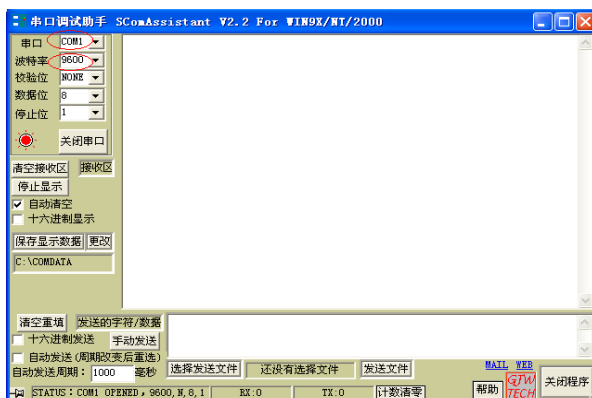 串口调试助手 SComAssistant V2.2 For WIN9X/NT/2000
串口 COM1
波特率 9600
校验位 NONE
数据位 8
停止位 1
关闭串口
清空接收区 接收区
停止显示
自动清空
十六进制显示
保存显示数据 更改
C:\COMDATA
清空重填 发送的字符/数据
十六进制发送 手动发送
自动发送(周期改变后重选)
自动发送周期: 1000 毫秒 选择发送文件 还没有选择文件 发送文件 MAIL WEB
STATUS: COM1 OPENED, 9600, N, 8, 1 RX:0 TX:0 计数清零 帮助 GJW TECH 关闭程序